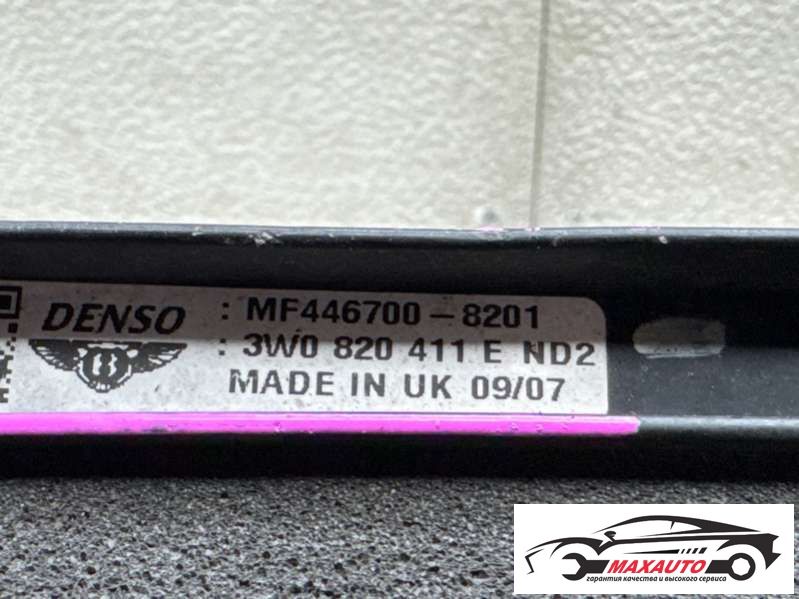 DENSO : MF446700-8201
: 3W0 820 411 E ND2
B
MADE IN UK 09/07
MAXAUTO
гарантия качества и высокого сервиса